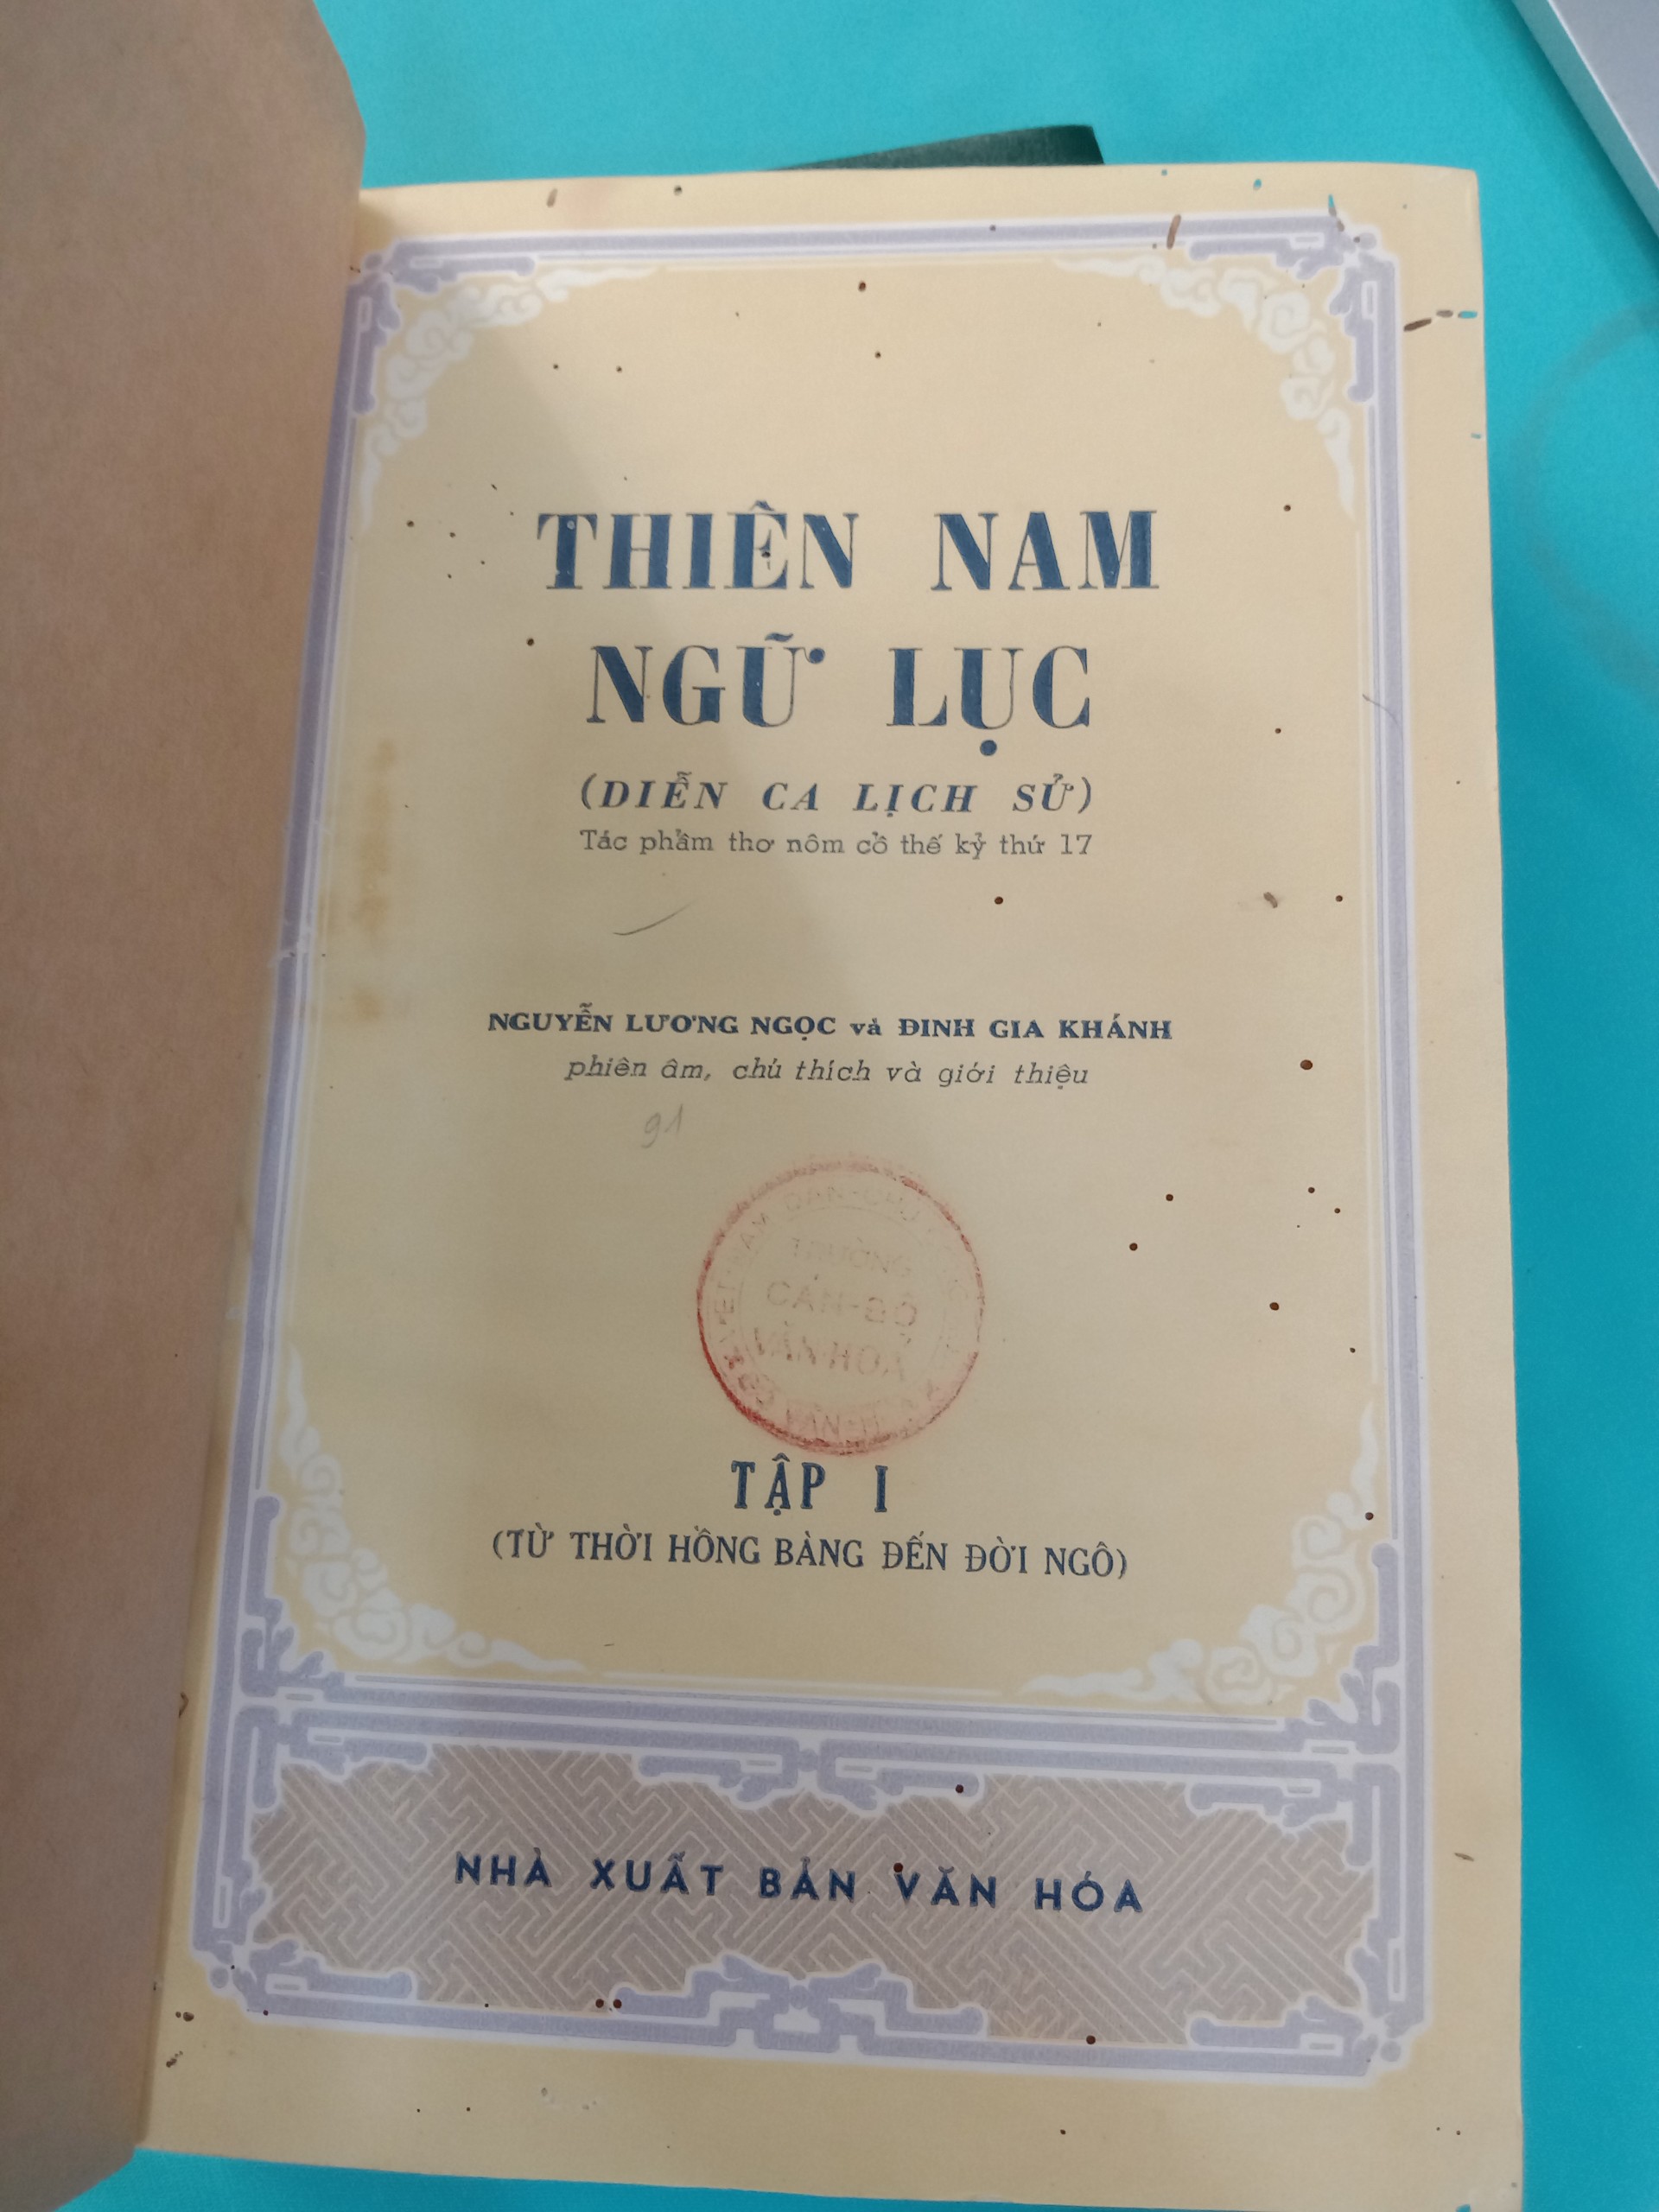 THIÊN NAM
NGỮ LỤC
(DIỄN CA LỊCH SỬ)
Tác phẩm thơ nôm cổ thế kỷ thứ 17
NGUYỄN LƯƠNG NGỌC và ĐINH GIA KHÁNH
phiên âm, chú thích và giới thiệu
91
TRƯỜNG
CÁN-BỘ
VĂN-HOÁ
TẬP I
(TỪ THỜI HỒNG BÀNG ĐẾN ĐỜI NGÔ)
NHÀ XUẤT BẢN VĂN HÓA